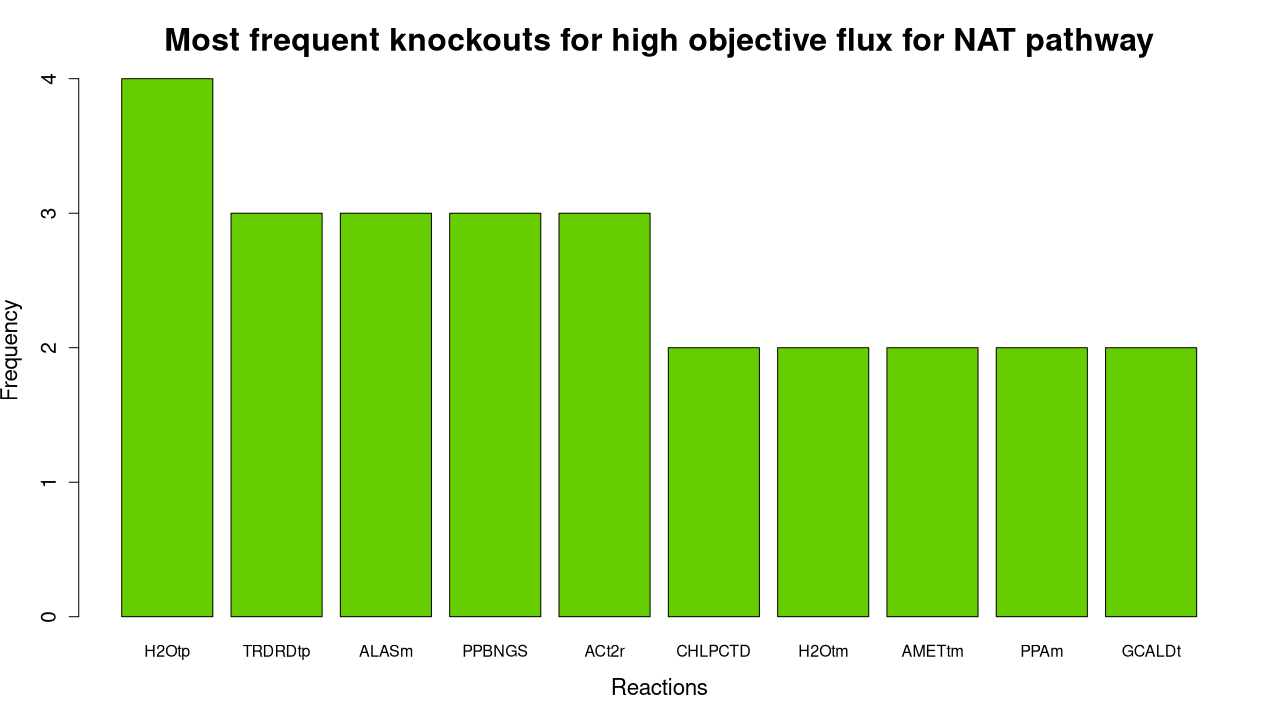 Most frequent knockouts for high objective flux for NAT pathway
4
3
2
1
0
Frequency
H2Otp TRDRDtp ALASm PPBNGS ACt2r CHLPCTD H2Otm AMETtm PPAm GCALDt
Reactions